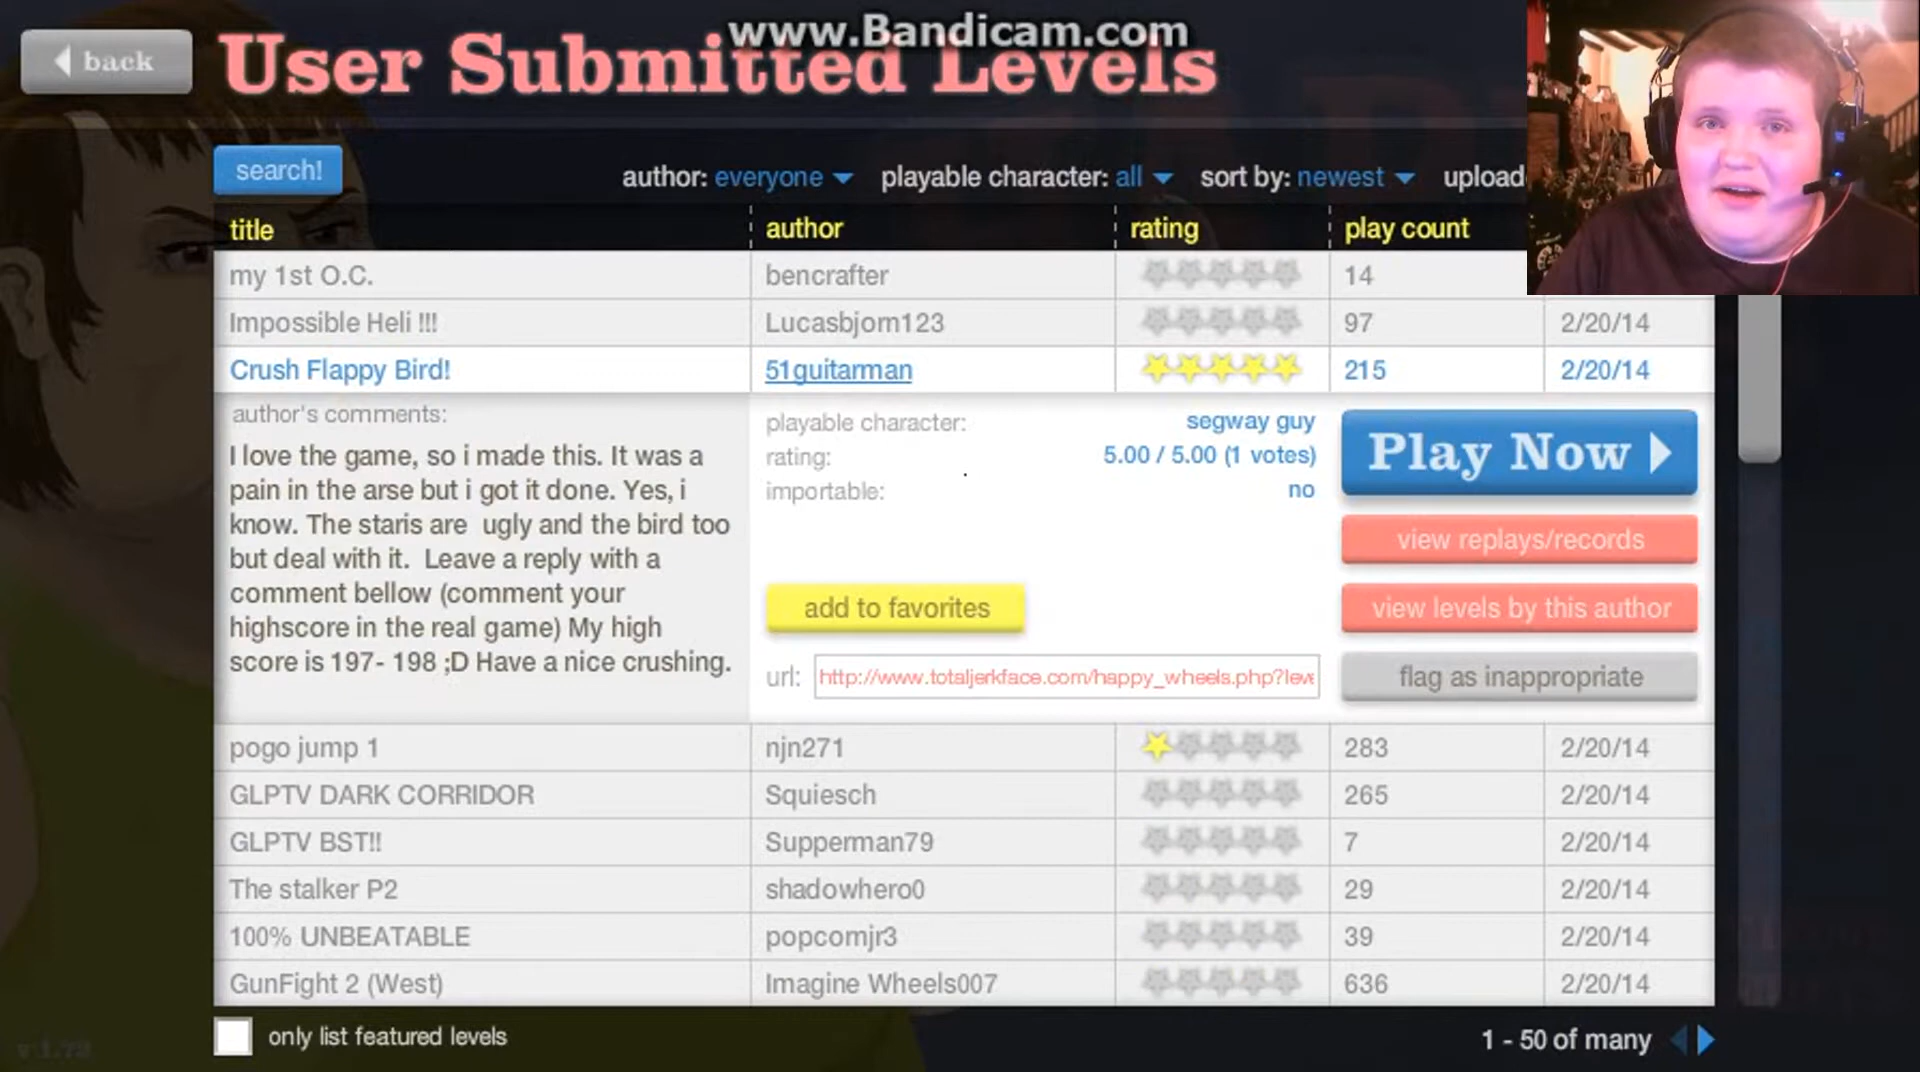 www.Bandicam.com
back
User Submitted Levels
search!
author: everyone playable character: all sort by: newest upload
title author rating play count
my 1st O.C. bencrafter 14
Impossible Heli !!! Lucasbjorn123 97 2/20/14
Crush Flappy Bird! 51guitarman 215 2/20/14
author's comments:
I love the game, so i made this. It was a
pain in the arse but i got it done. Yes, i
know. The staris are ugly and the bird too
but deal with it. Leave a reply with a
comment bellow (comment your
highscore in the real game) My high
score is 197- 198 ;D Have a nice crushing.
playable character: segway guy
rating: 5.00 / 5.00 (1 votes)
importable: no
add to favorites
url: http://www.totaljerkface.com/happy_wheels.php?leve
Play Now
view replays/records
view levels by this author
flag as inappropriate
pogo jump 1 njn271 283 2/20/14
GLPTV DARK CORRIDOR Squiesch 265 2/20/14
GLPTV BST!! Supperman79 7 2/20/14
The stalker P2 shadowhero0 29 2/20/14
100% UNBEATABLE popcornjr3 39 2/20/14
GunFight 2 (West) Imagine Wheels007 636 2/20/14
only list featured levels
1 - 50 of many
v 1.73